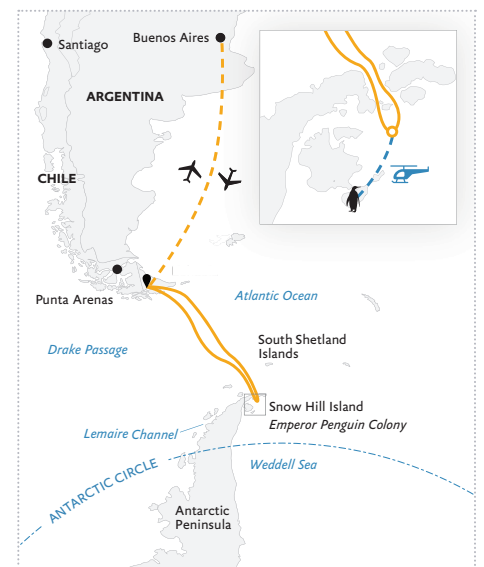 Buenos Aires
Santiago
ARGENTINA
CHILE
Punta Arenas
Atlantic Ocean
Drake Passage
South Shetland
Islands
Snow Hill Island
Emperor Penguin Colony
Lemaire Channel
Weddell Sea
ANTARCTIC CIRCLE
Antarctic
Peninsula